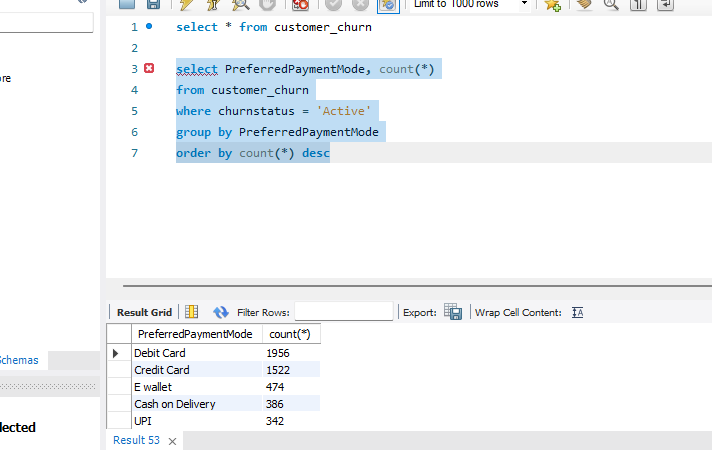 Limit to 1000 rows
1 select * from customer_churn
2
ore
3 select PreferredPaymentMode, count(*)
4 from customer_churn
5 where churnstatus = 'Active'
6 group by PreferredPaymentMode
7 order by count(*) desc
Result Grid Filter Rows: Export: Wrap Cell Content: IA
PreferredPaymentMode count(*)
Debit Card 1956
Schemas
Credit Card 1522
E wallet 474
Cash on Delivery 386
UPI 342
lected
Result 53 ×